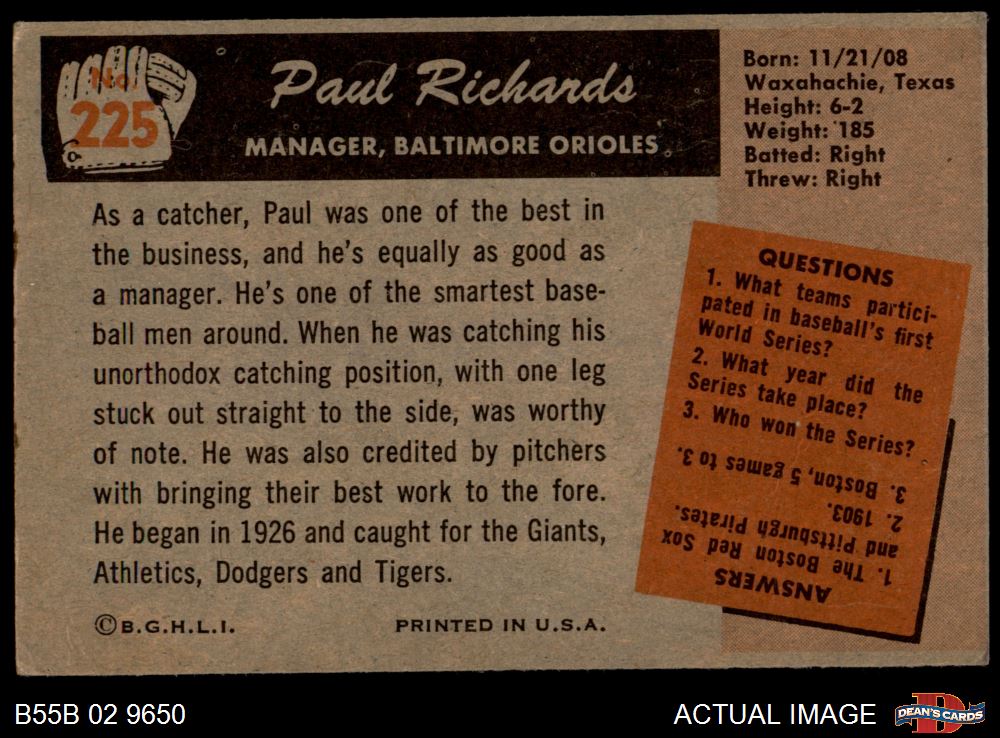 No.
225
Paul Richards
MANAGER, BALTIMORE ORIOLES
Born: 11/21/08
Waxahachie, Texas
Height: 6-2
Weight: 185
Batted: Right
Threw: Right
As a catcher, Paul was one of the best in
the business, and he's equally as good as
a manager. He's one of the smartest base-
ball men around. When he was catching his
unorthodox catching position, with one leg
stuck out straight to the side, was worthy
of note. He was also credited by pitchers
with bringing their best work to the fore.
He began in 1926 and caught for the Giants,
Athletics, Dodgers and Tigers.
© B.G.H.L.I.
PRINTED IN U.S.A.
QUESTIONS
1. What teams partici-
pated in baseball's first
World Series?
2. What year did the
Series take place?
3. Who won the Series?
ANSWERS
1. The Boston Red Sox
and Pittsburgh Pirates.
2. 1903.
3. Boston, 5 games to 3.
B55B 02 9650
ACTUAL IMAGE
D
DEAN'S CARDS